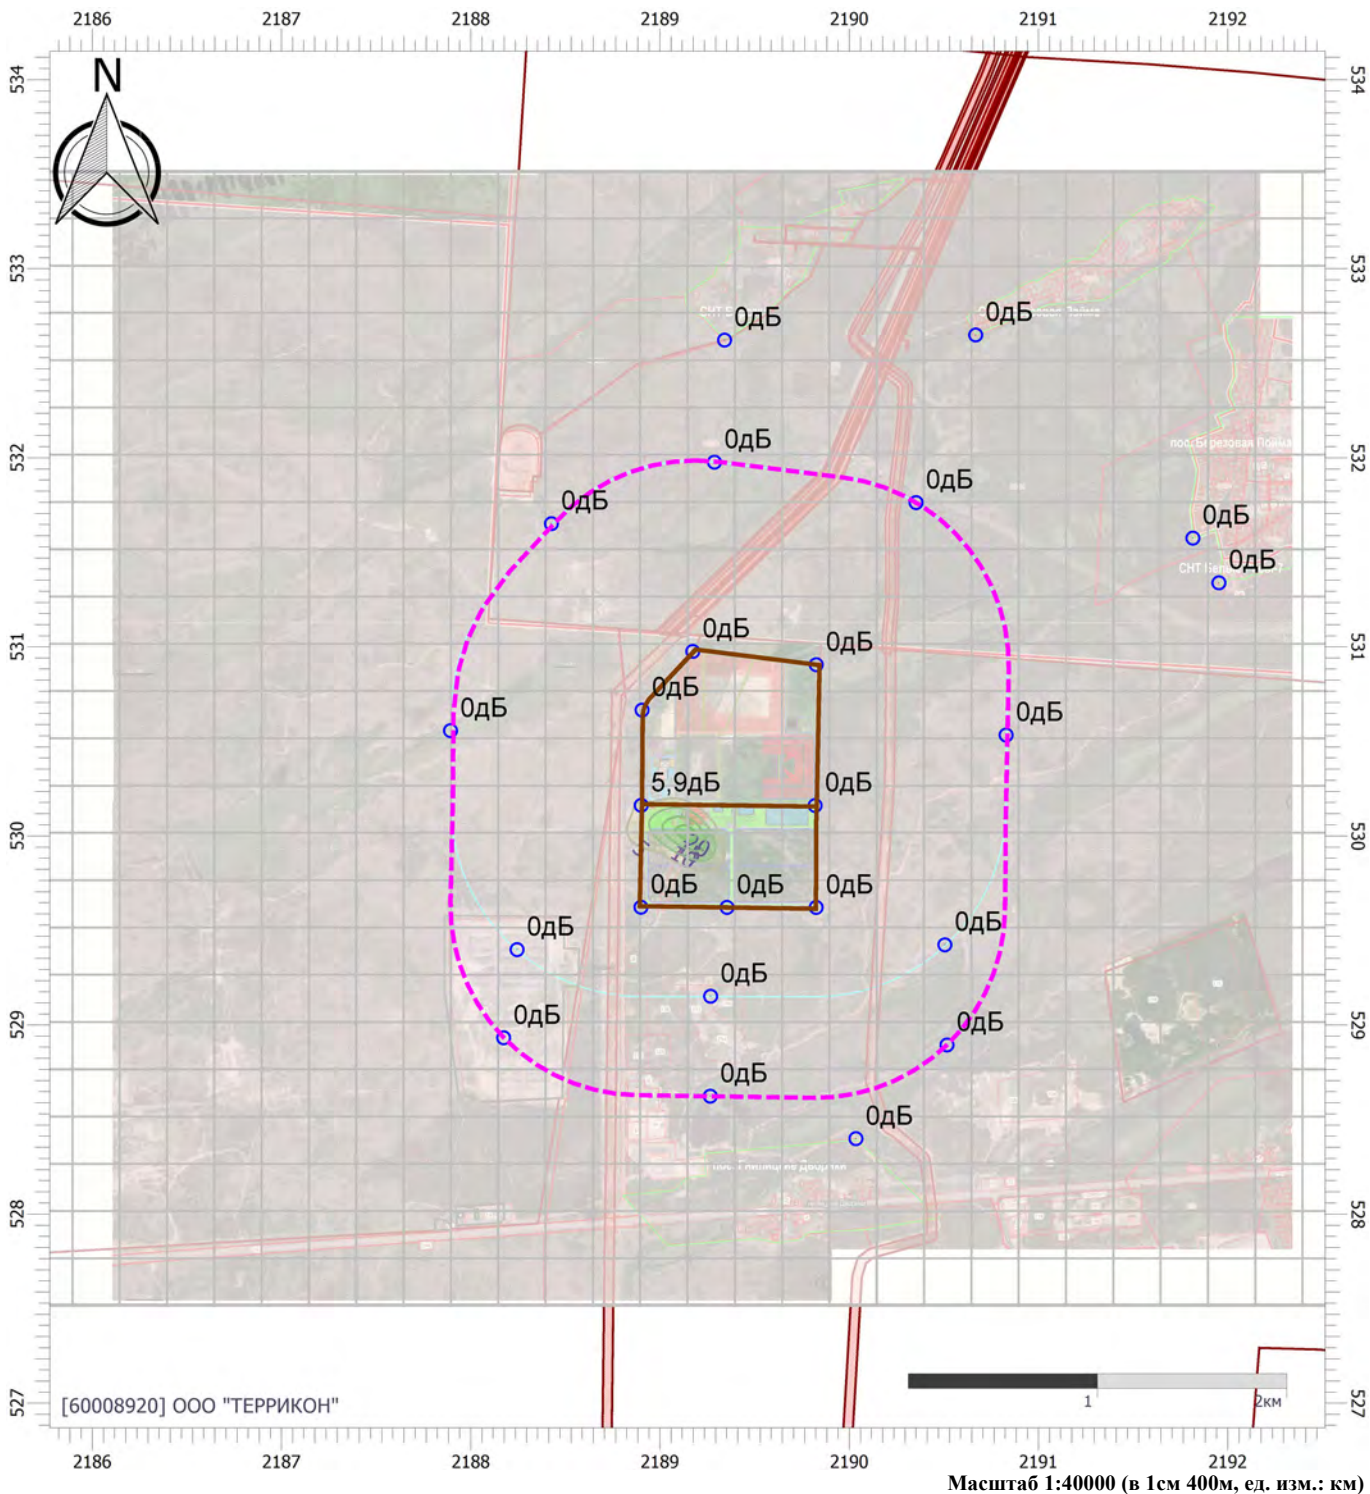 2186 2187 2188 2189 2190 2191 2192
534 534
N
533 533
0дБ 0дБ
532 532
0дБ
пос. Березовая Пойма
0дБ
0дБ
0дБ
0дБ
531 531
0дБ 0дБ
0дБ
0дБ 0дБ
5,9дБ 0дБ
530 530
0дБ 0дБ 0дБ
0дБ 0дБ
0дБ
529 529
0дБ 0дБ
0дБ
0дБ
528 528
1 2км
[60008920] ООО "ТЕРРИКОН"
527 527
2186 2187 2188 2189 2190 2191 2192
Масштаб 1:40000 (в 1см 400м, ед. изм.: км)